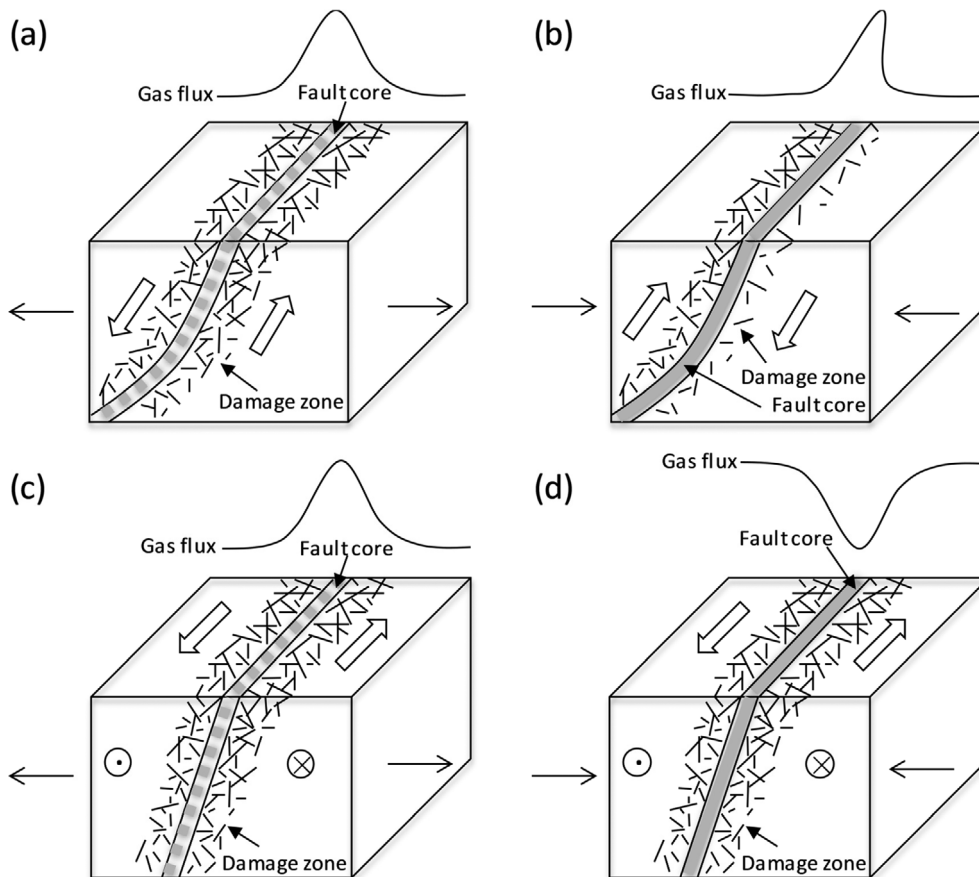 (a)
Gas flux
Fault core
Damage zone
(b)
Gas flux
Damage zone
Fault core
(c)
Gas flux
Fault core
Damage zone
(d)
Gas flux
Fault core
Damage zone